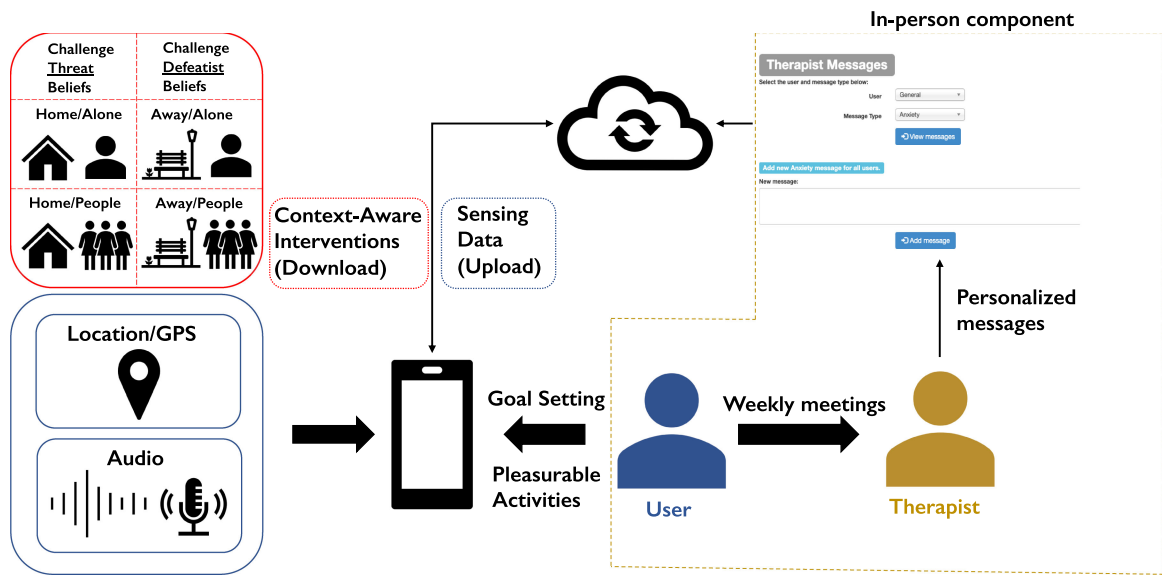 In-person component
Challenge
Threat
Beliefs
Challenge
Defeatist
Beliefs
Home/Alone
Away/Alone
Home/People
Away/People
Context-Aware
Interventions
(Download)
Sensing
Data
(Upload)
Therapist Messages
Select the user and message type below:
User
General
Message Type
Anxiety
View messages
Add new Anxiety message for all users.
New message:
Add message
Personalized
messages
Location/GPS
Audio
Goal Setting
Pleasurable
Activities
Weekly meetings
User
Therapist